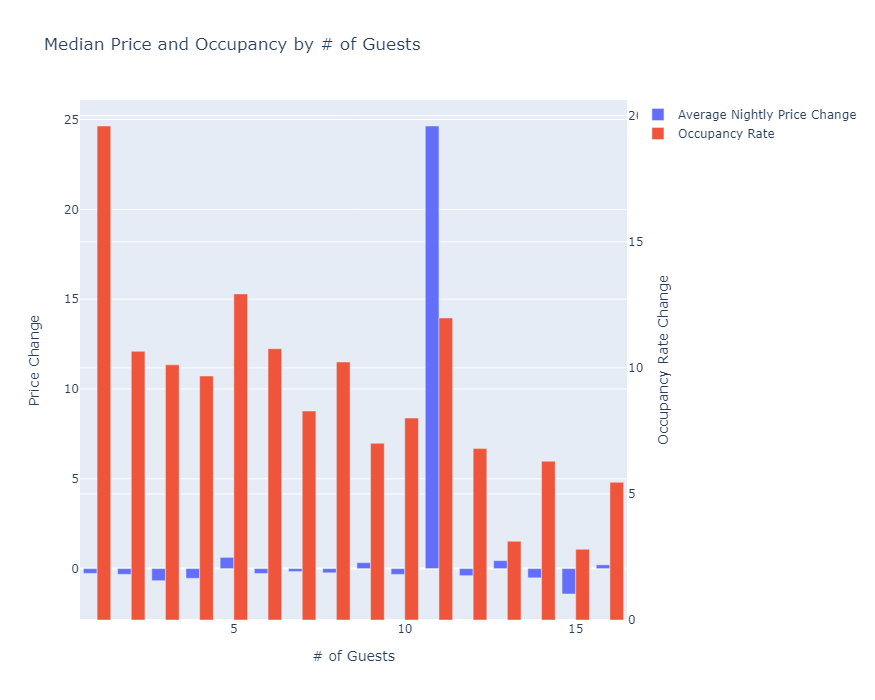 Median Price and Occupancy by # of Guests
25
20
15
10
5
0
Price Change
20
15
10
5
0
Occupancy Rate Change
5
10
15
# of Guests
Average Nightly Price Change
Occupancy Rate